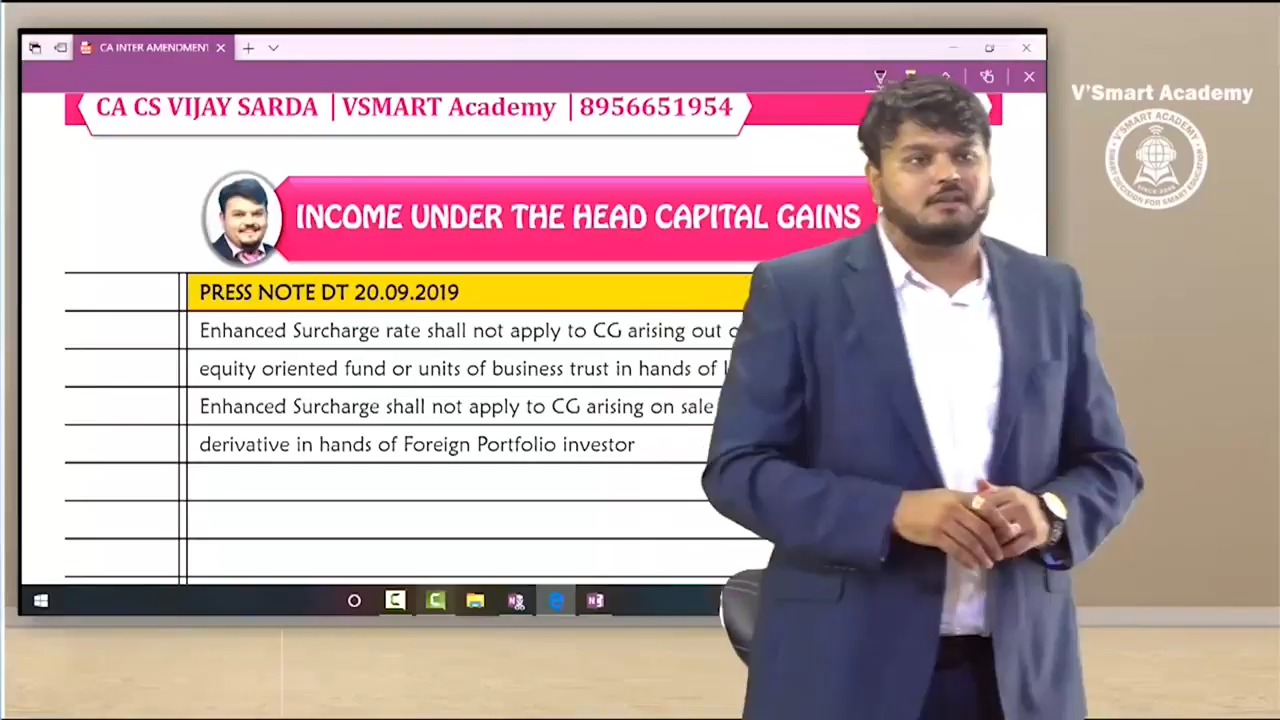 CA INTER AMENDMENT
CA CS VIJAY SARDA | VSMART Academy | 8956651954
V'Smart Academy
V'SMART ACADEMY
SINCE
INCOME UNDER THE HEAD CAPITAL GAINS
PRESS NOTE DT 20.09.2019
Enhanced Surcharge rate shall not apply to CG arising out
equity oriented fund or units of business trust in hands of
Enhanced Surcharge shall not apply to CG arising on sale
derivative in hands of Foreign Portfolio investor